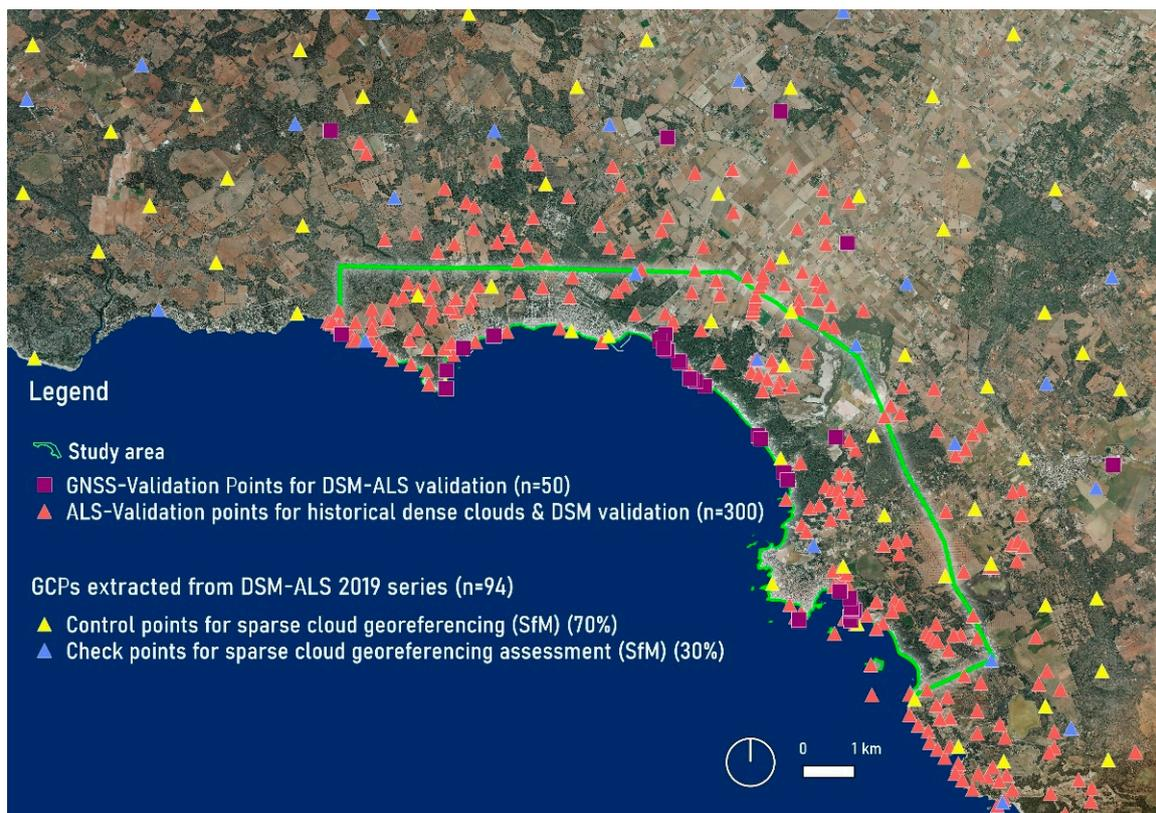 Legend
Study area
GNSS-Validation Points for DSM-ALS validation (n=50)
ALS-Validation points for historical dense clouds & DSM validation (n=300)
GCPs extracted from DSM-ALS 2019 series (n=94)
Control points for sparse cloud georeferencing (SfM) (70%)
Check points for sparse cloud georeferencing assessment (SfM) (30%)
0 1 km